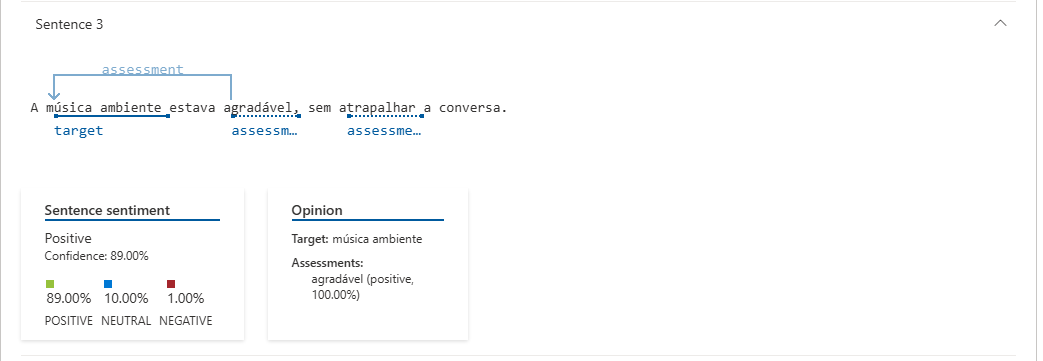 Sentence 3
assessment
A música ambiente estava agradável, sem atrapalhar a conversa.
target assessm… assessme…
Sentence sentiment
Positive
Confidence: 89.00%
89.00% 10.00% 1.00%
POSITIVE NEUTRAL NEGATIVE
Opinion
Target: música ambiente
Assessments:
agradável (positive,
100.00%)